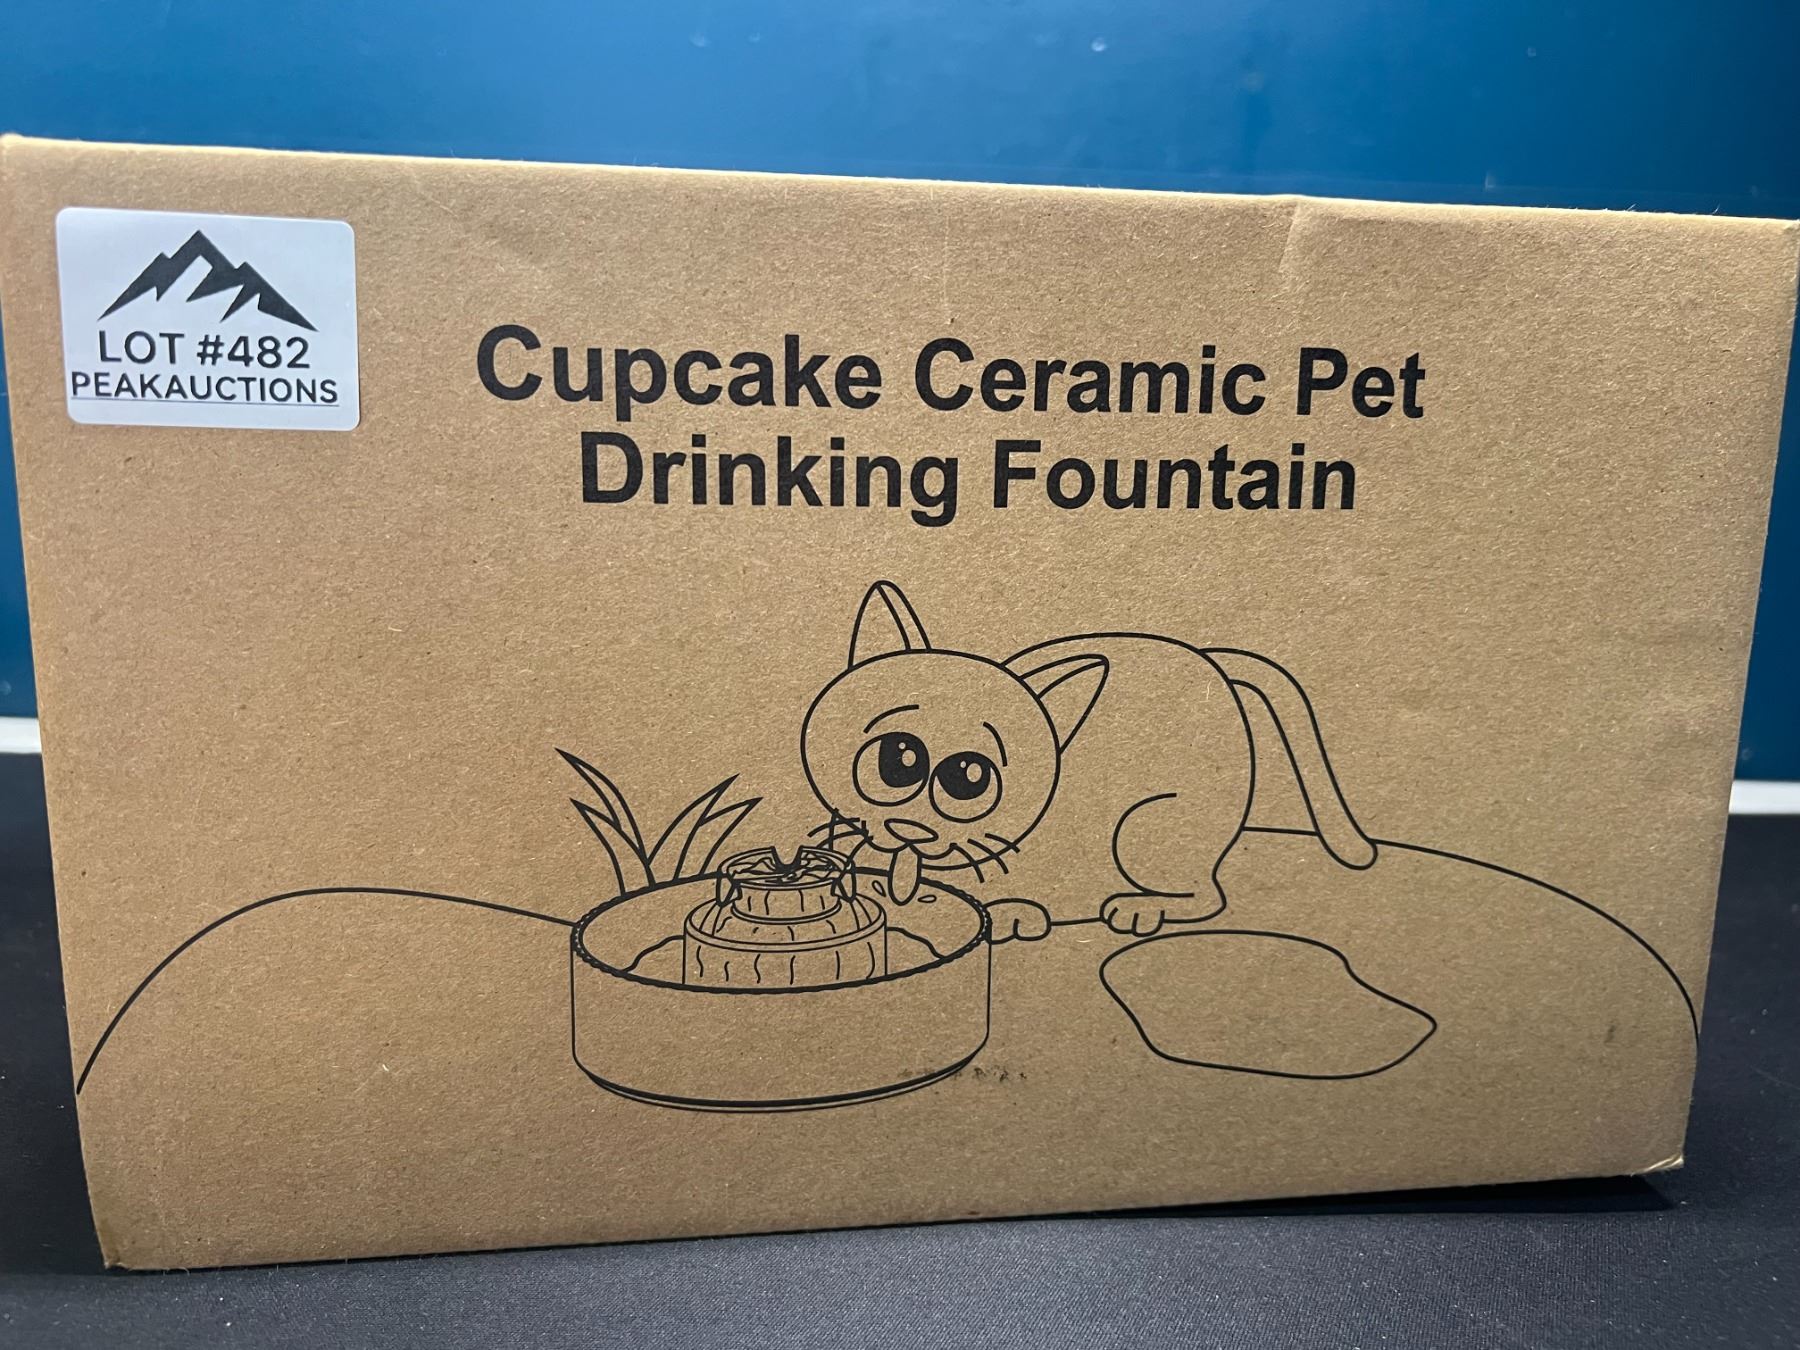 LOT #482
PEAKAUCTIONS
Cupcake Ceramic Pet
Drinking Fountain